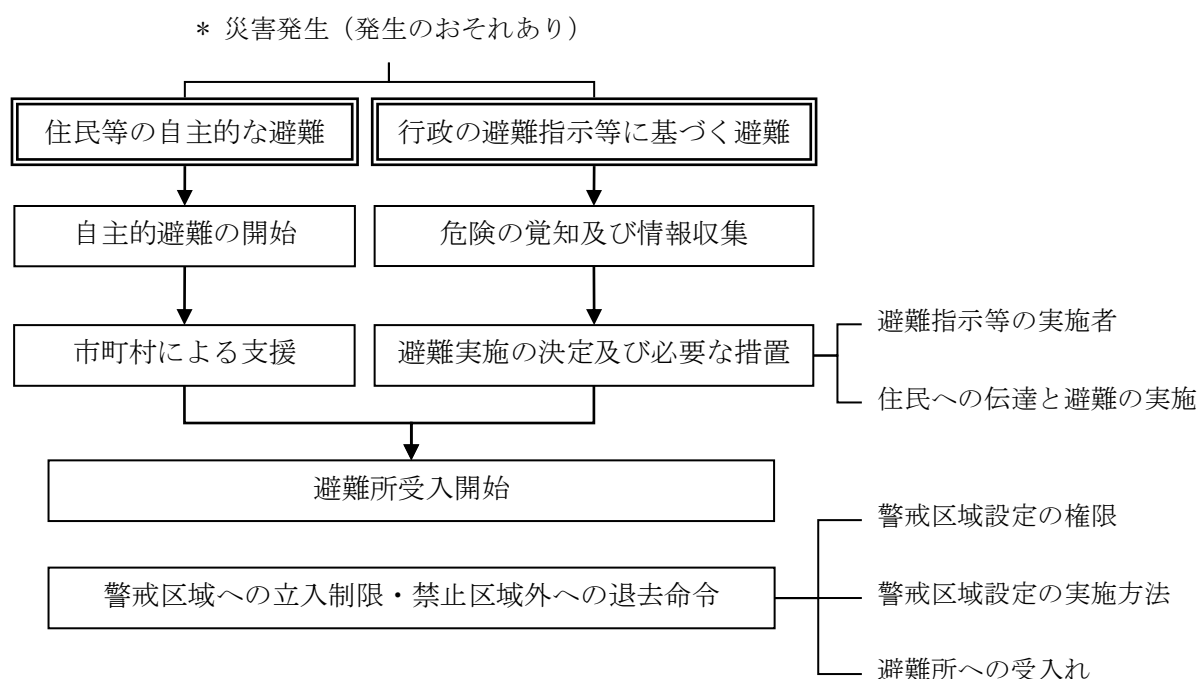 * 災害発生（発生のおそれあり）
住民等の自主的な避難
行政の避難指示等に基づく避難
自主的避難の開始
危険の覚知及び情報収集
市町村による支援
避難実施の決定及び必要な措置
避難指示等の実施者
住民への伝達と避難の実施
避難所受入開始
警戒区域への立入制限・禁止区域外への退去命令
警戒区域設定の権限
警戒区域設定の実施方法
避難所への受入れ